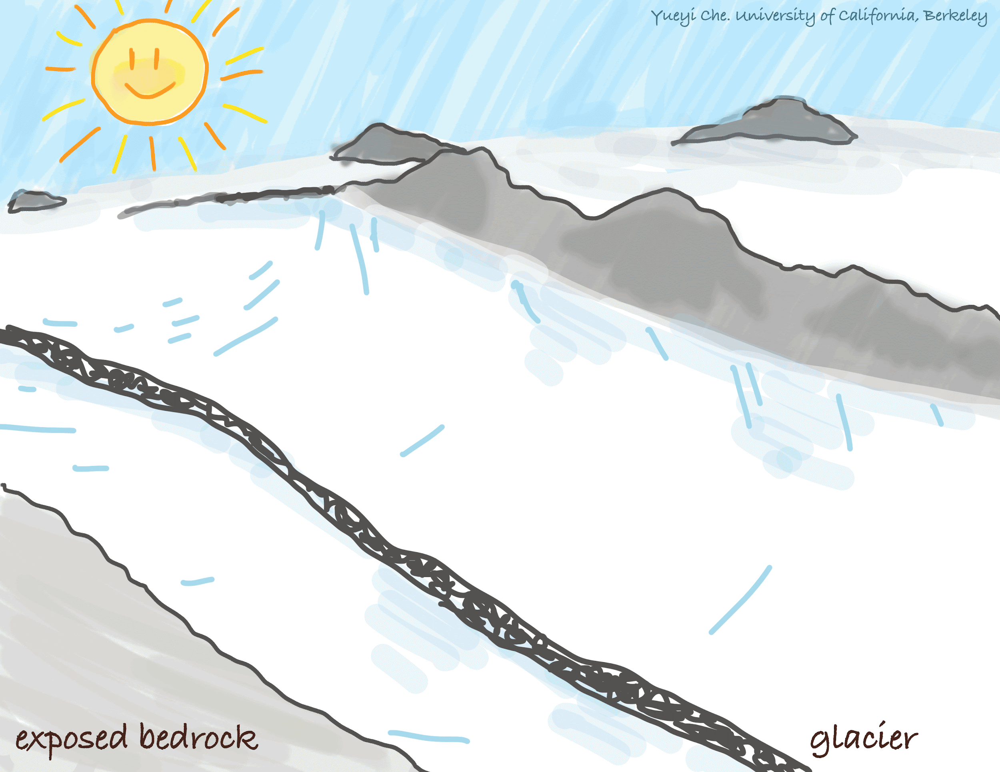 Yueyi Che. University of California, Berkeley
exposed bedrock
glacier